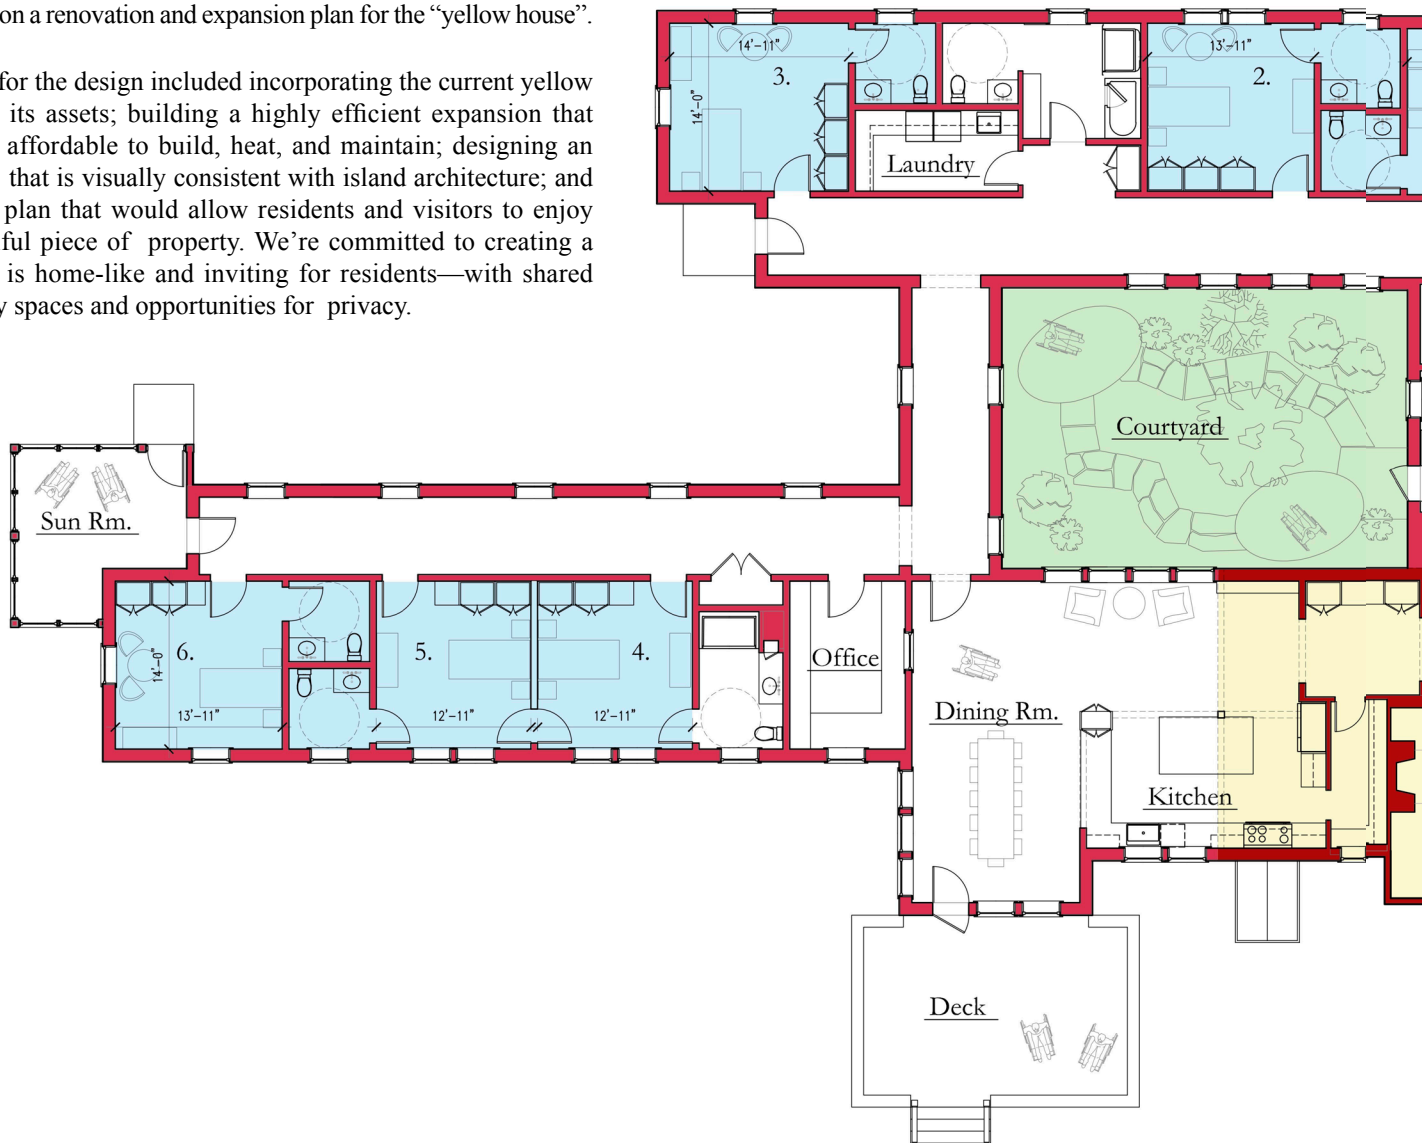 on a renovation and expansion plan for the “yellow house”.
for the design included incorporating the current yellow
its assets; building a highly efficient expansion that
affordable to build, heat, and maintain; designing an
that is visually consistent with island architecture; and
plan that would allow residents and visitors to enjoy
ful piece of property. We’re committed to creating a
is home-like and inviting for residents—with shared
y spaces and opportunities for privacy.
14'-11"
3.
14'-0"
13'-11"
2.
Laundry
Courtyard
Sun Rm.
6.
14'-0"
13'-11"
5.
12'-11"
4.
12'-11"
Office
Dining Rm.
Kitchen
Deck